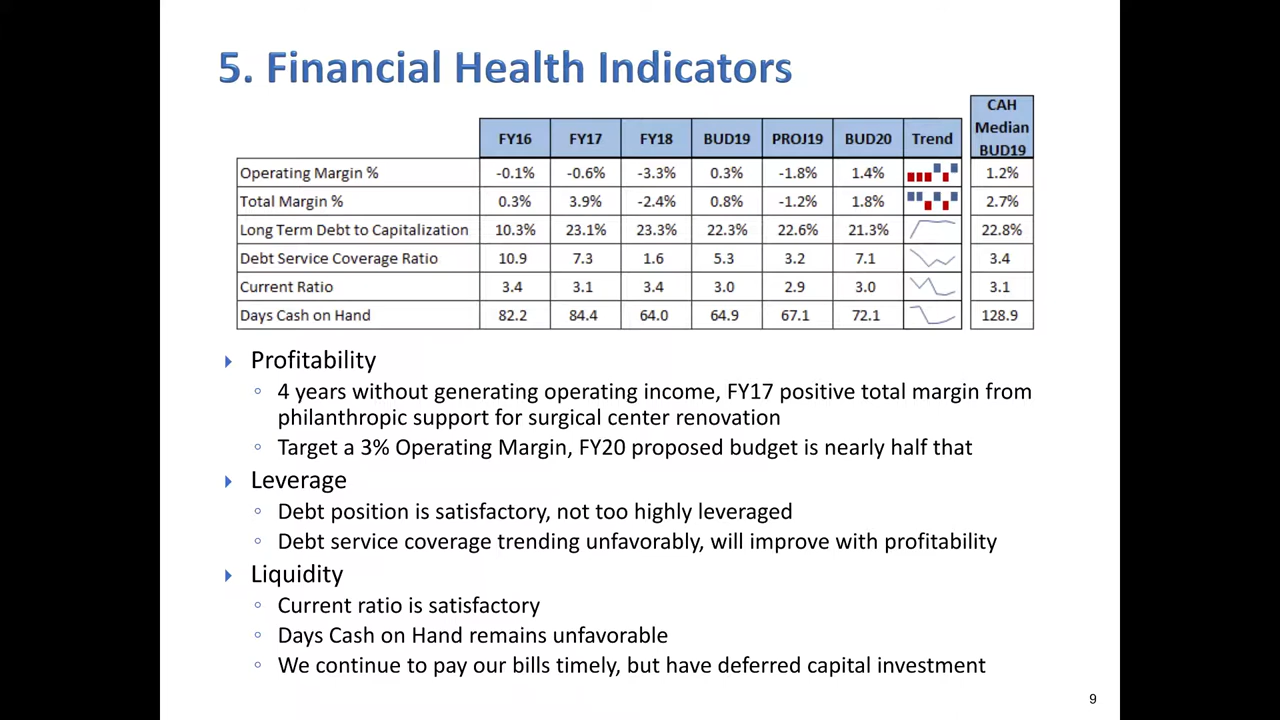 5. Financial Health Indicators
FY16 FY17 FY18 BUD19 PROJ19 BUD20 Trend CAH Median BUD19
Operating Margin % -0.1% -0.6% -3.3% 0.3% -1.8% 1.4% 1.2%
Total Margin % 0.3% 3.9% -2.4% 0.8% -1.2% 1.8% 2.7%
Long Term Debt to Capitalization 10.3% 23.1% 23.3% 22.3% 22.6% 21.3% 22.8%
Debt Service Coverage Ratio 10.9 7.3 1.6 5.3 3.2 7.1 3.4
Current Ratio 3.4 3.1 3.4 3.0 2.9 3.0 3.1
Days Cash on Hand 82.2 84.4 64.0 64.9 67.1 72.1 128.9
Profitability
4 years without generating operating income, FY17 positive total margin from
philanthropic support for surgical center renovation
Target a 3% Operating Margin, FY20 proposed budget is nearly half that
Leverage
Debt position is satisfactory, not too highly leveraged
Debt service coverage trending unfavorably, will improve with profitability
Liquidity
Current ratio is satisfactory
Days Cash on Hand remains unfavorable
We continue to pay our bills timely, but have deferred capital investment
9